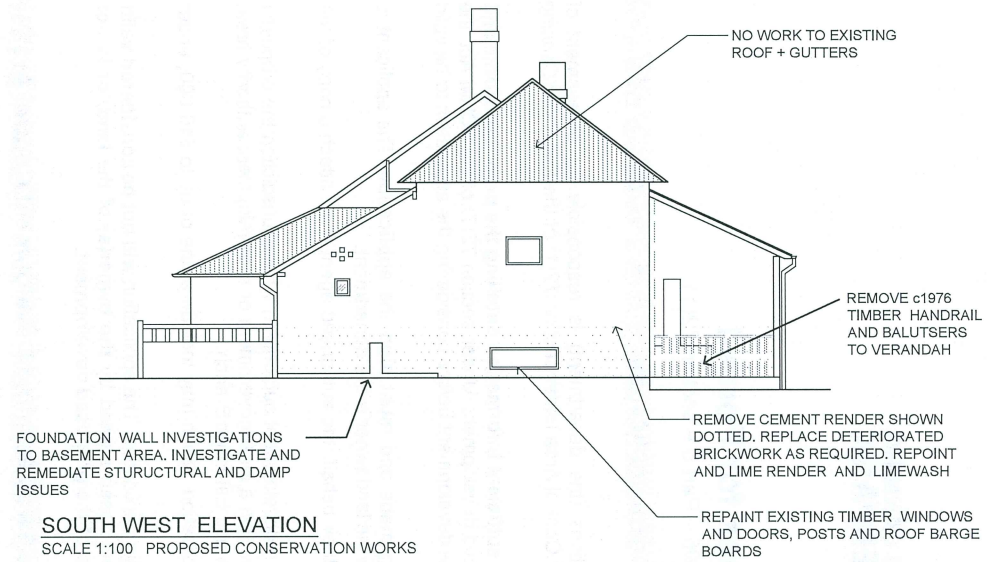 NO WORK TO EXISTING
ROOF + GUTTERS
REMOVE c1976
TIMBER HANDRAIL
AND BALUTSERS
TO VERANDAH
REMOVE CEMENT RENDER SHOWN
DOTTED. REPLACE DETERIORATED
BRICKWORK AS REQUIRED. REPOINT
AND LIME RENDER AND LIMEWASH
FOUNDATION WALL INVESTIGATIONS
TO BASEMENT AREA. INVESTIGATE AND
REMEDIATE STURUCTURAL AND DAMP
ISSUES
REPAINT EXISTING TIMBER WINDOWS
AND DOORS, POSTS AND ROOF BARGE
BOARDS
SOUTH WEST ELEVATION
SCALE 1:100 PROPOSED CONSERVATION WORKS